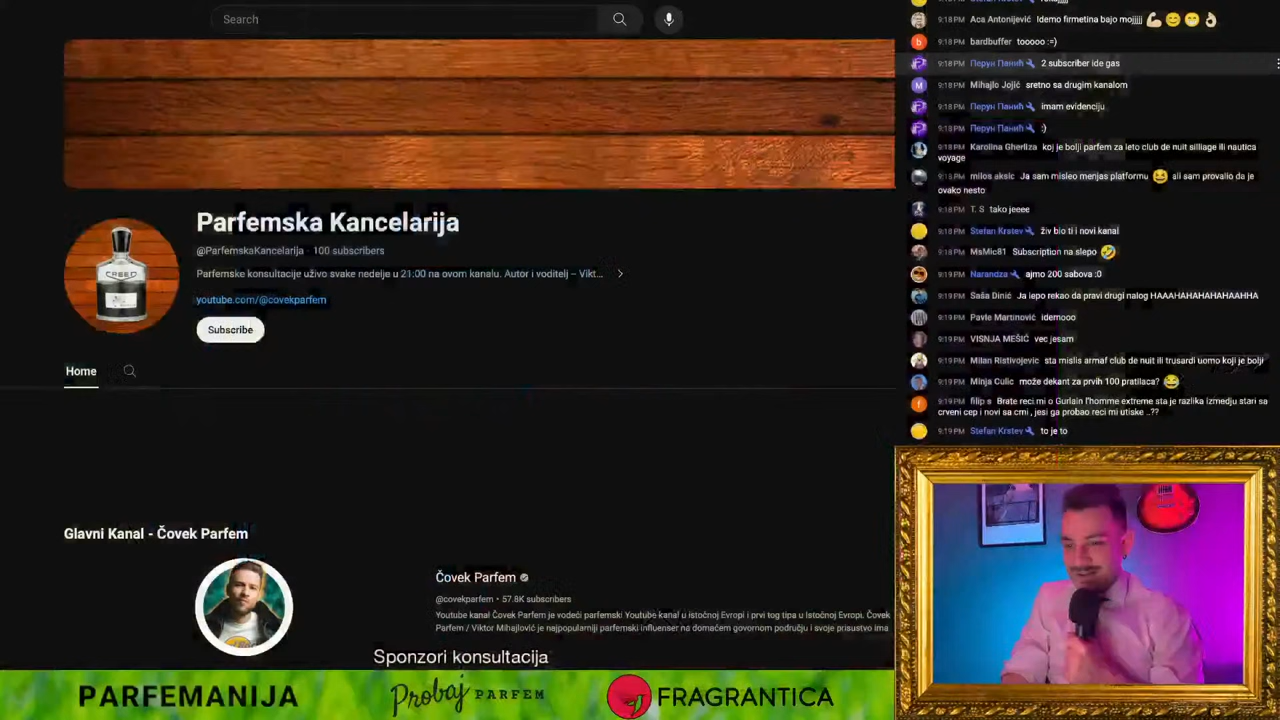 Search
Parfemska Kancelarija
@ParfemskaKancelarija · 100 subscribers
Parfemske konsultacije uživo svake nedelje u 21:00 na ovom kanalu. Autor i voditelj – Vikt...
youtube.com/@covekparfem
Subscribe
Home
CREED
Glavni Kanal - Čovek Parfem
Čovek Parfem
@covekparfem • 57.8K subscribers
Youtube kanal Čovek Parfem je vodeći parfemski Youtube kanal u istočnoj Evropi i prvi tog tipa u Istočnoj Evropi. Čovek
Parfem / Viktor Mihajlović je najpopularniji parfemski influenser na domaćem govornom području i svoje prisustvo ima
Sponzori konsultacija
PARFEMANIJA
Probaj PARFEM
FRAGRANTICA
9:18 PM Aca Antonijević Idemo firmetina bajo mojjjjj 💪😊😁👌
9:18 PM bardbuffer tooooo :=)
9:18 PM Перун Панић 2 subscriber ide gas
9:18 PM Mihajlo Jojić sretno sa drugim kanalom
9:18 PM Перун Панић imam evidenciju
9:18 PM Перун Панић :)
9:18 PM Karolina Gherliza koj je bolji parfem za leto club de nuit silliage ili nautica
voyage
9:18 PM milos aksic Ja sam misleo menjas platformu 😆 ali sam provalio da je
ovako nesto
9:18 PM T. S tako jeeee
9:18 PM Stefan Krstev živ bio ti i novi kanal
9:18 PM MsMic81 Subscription na slepo 🤣
9:19 PM Narandza ajmo 200 sabova :0
9:19 PM Saša Dinić Ja lepo rekao da pravi drugi nalog HAAAHAHAHAHAHAAHHA
9:19 PM Pavle Martinović idemooo
9:19 PM VISNJA MEŠIĆ vec jesam
9:19 PM Milan Ristivojevic sta mislis armaf club de nuit ili trusardi uomo koji je bolji
9:19 PM Minja Culic može dekant za prvih 100 pratilaca? 😂
9:19 PM filip s Brate reci mi o Gurlain l'homme extreme sta je razlika izmedju stari sa
crveni cep i novi sa crni , jesi ga probao reci mi utiske ..??
9:19 PM Stefan Krstev to je to